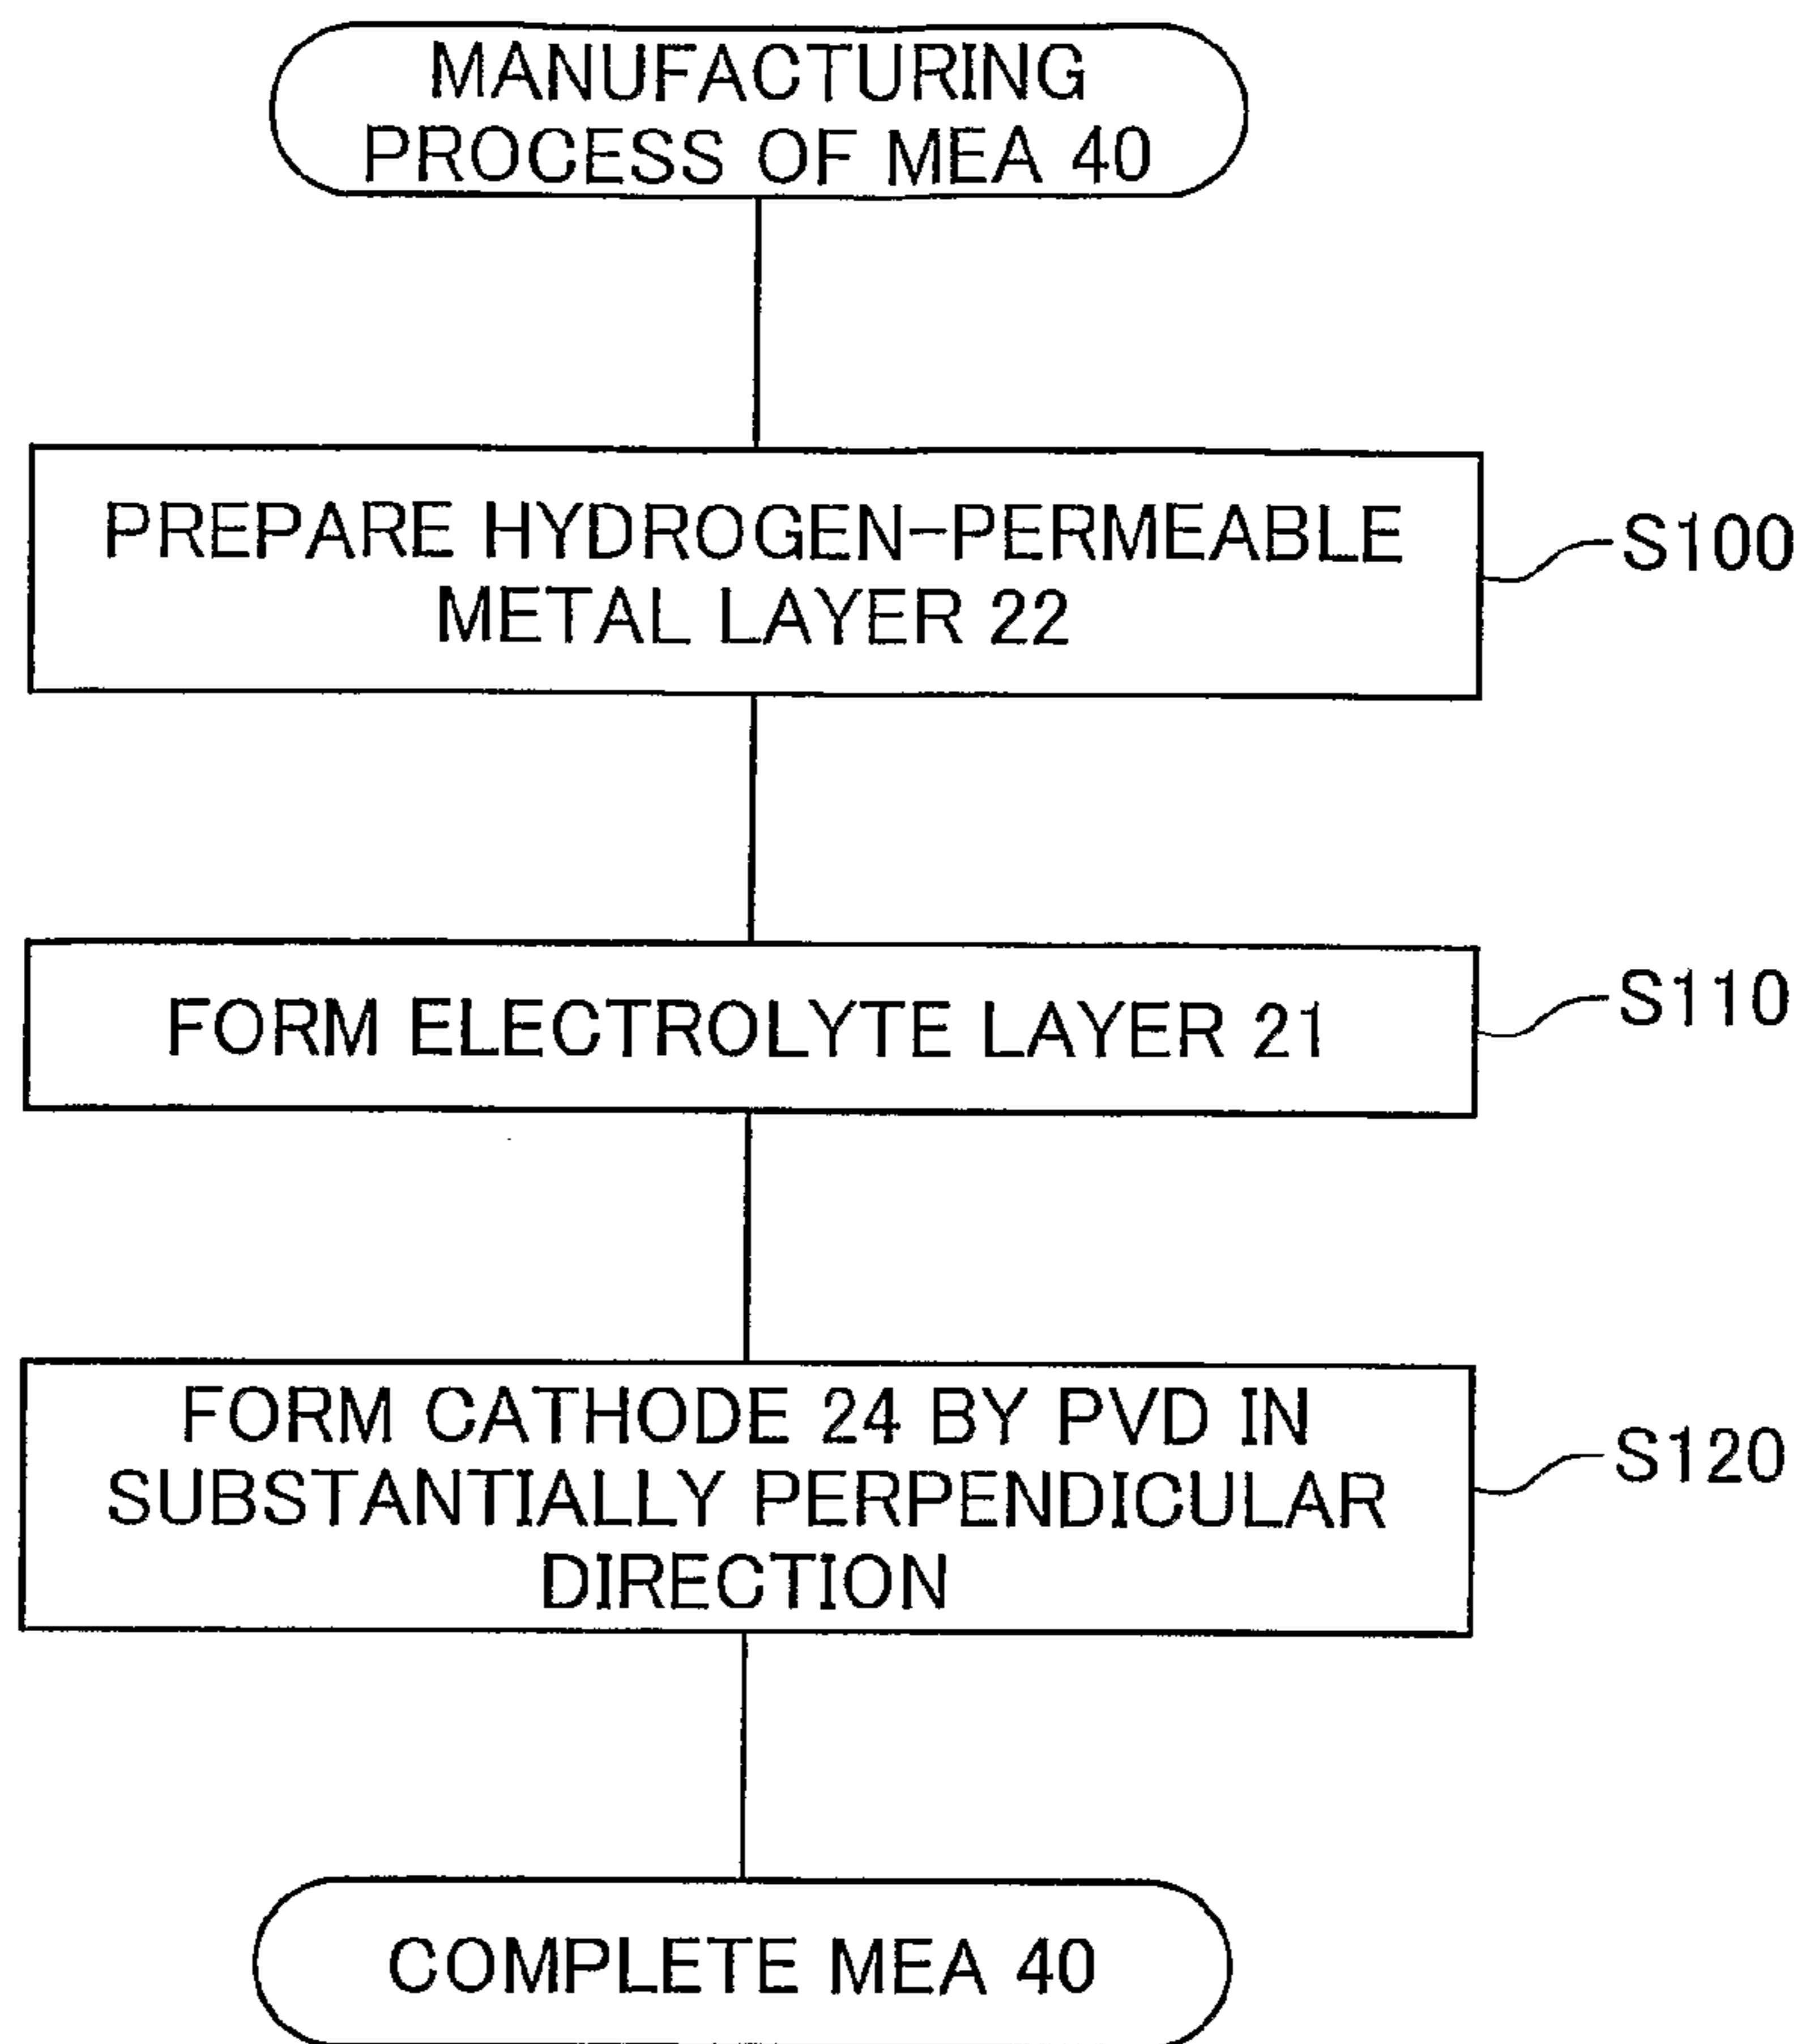 MANUFACTURING
PROCESS OF MEA 40
PREPARE HYDROGEN-PERMEABLE
METAL LAYER 22
S100
FORM ELECTROLYTE LAYER 21
S110
FORM CATHODE 24 BY PVD IN
SUBSTANTIALLY PERPENDICULAR
DIRECTION
S120
COMPLETE MEA 40